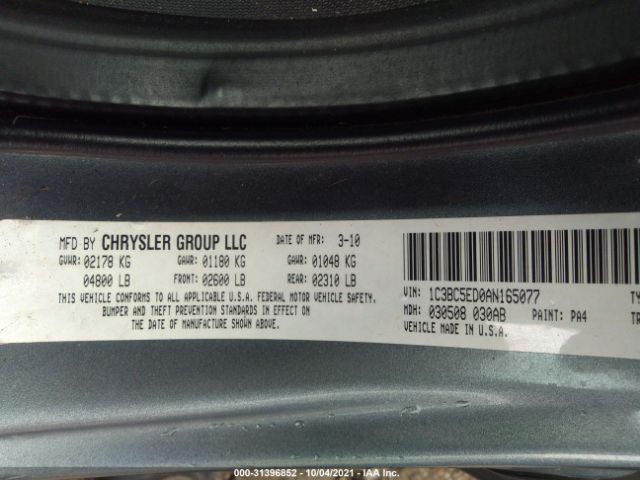 MFD BY CHRYSLER GROUP LLC DATE OF MFR: 3-10
GVWR: 02178 KG GAWR: 01180 KG GAWR: 01048 KG
04800 LB FRONT: 02600 LB REAR: 02310 LB
THIS VEHICLE CONFORMS TO ALL APPLICABLE U.S.A. FEDERAL MOTOR VEHICLE SAFETY,
BUMPER AND THEFT PREVENTION STANDARDS IN EFFECT ON
THE DATE OF MANUFACTURE SHOWN ABOVE.
VIN: 1C3BC5ED0AN165077 TY
MDH: 030508 030AB PAINT: PA4 TR
VEHICLE MADE IN U.S.A.
000-31396852 - 10/04/2021 - IAA Inc.